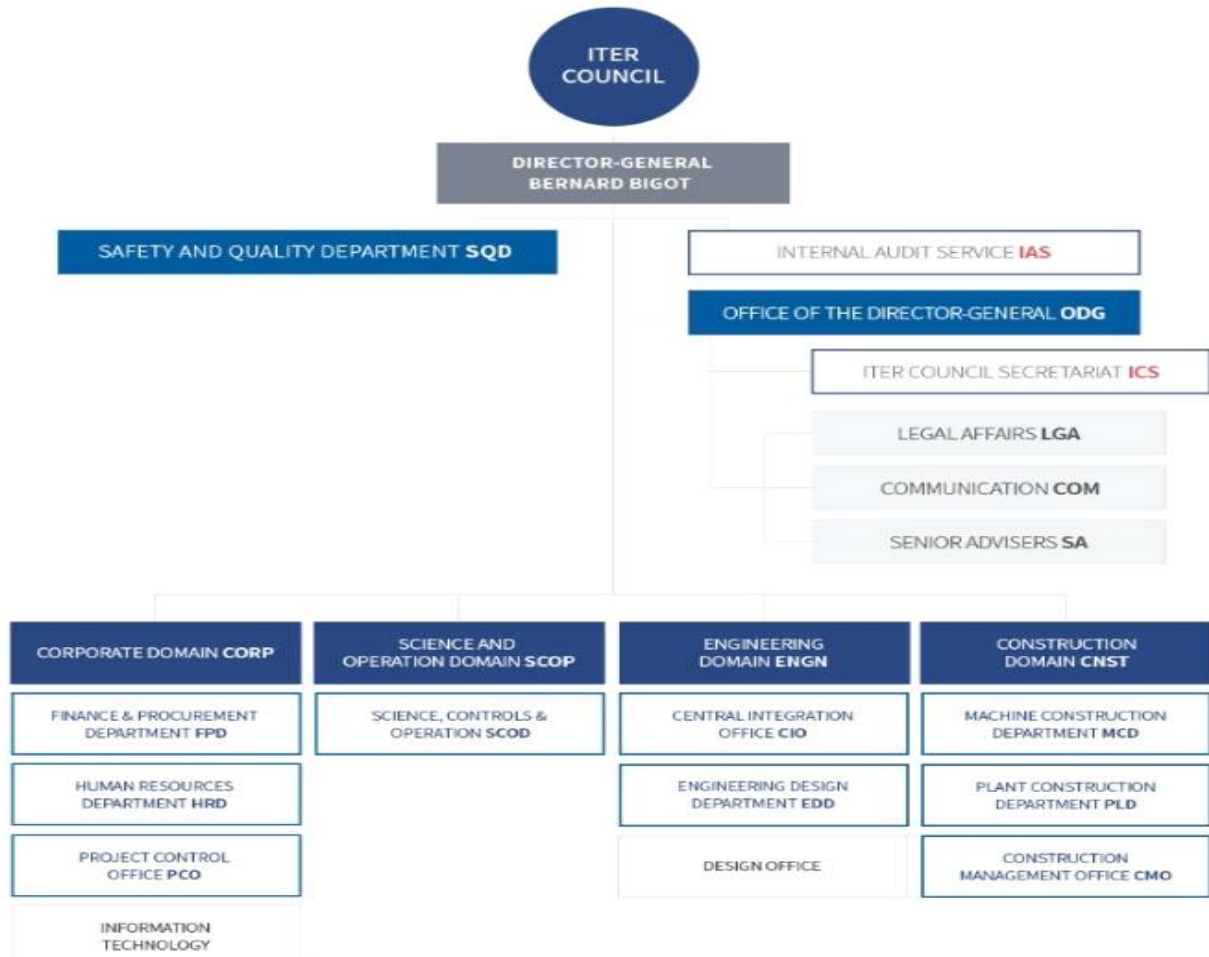 ITER
COUNCIL
DIRECTOR-GENERAL
BERNARD BIGOT
SAFETY AND QUALITY DEPARTMENT SQD
INTERNAL AUDIT SERVICE IAS
OFFICE OF THE DIRECTOR-GENERAL ODG
ITER COUNCIL SECRETARIAT ICS
LEGAL AFFAIRS LGA
COMMUNICATION COM
SENIOR ADVISERS SA
CORPORATE DOMAIN CORP
FINANCE & PROCUREMENT
DEPARTMENT FPD
HUMAN RESOURCES
DEPARTMENT HRD
PROJECT CONTROL
OFFICE PCO
INFORMATION
TECHNOLOGY
SCIENCE AND
OPERATION DOMAIN SCOP
SCIENCE, CONTROLS &
OPERATION SCOD
ENGINEERING
DOMAIN ENGN
CENTRAL INTEGRATION
OFFICE CIO
ENGINEERING DESIGN
DEPARTMENT EDD
DESIGN OFFICE
CONSTRUCTION
DOMAIN CNST
MACHINE CONSTRUCTION
DEPARTMENT MCD
PLANT CONSTRUCTION
DEPARTMENT PLD
CONSTRUCTION
MANAGEMENT OFFICE CMO